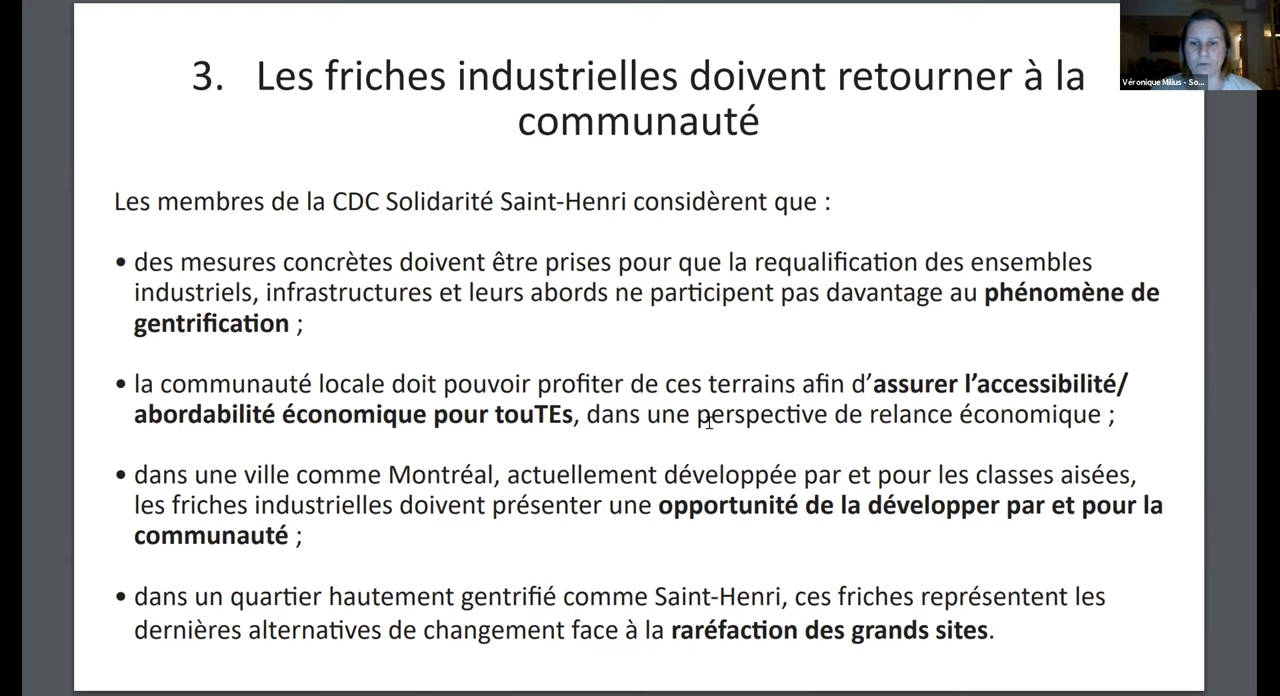 3. Les friches industrielles doivent retourner à la
communauté
Véronique Milius - So...
Les membres de la CDC Solidarité Saint-Henri considèrent que :
• des mesures concrètes doivent être prises pour que la requalification des ensembles
industriels, infrastructures et leurs abords ne participent pas davantage au phénomène de
gentrification ;
• la communauté locale doit pouvoir profiter de ces terrains afin d’assurer l’accessibilité/
abordabilité économique pour touTEs, dans une perspective de relance économique ;
• dans une ville comme Montréal, actuellement développée par et pour les classes aisées,
les friches industrielles doivent présenter une opportunité de la développer par et pour la
communauté ;
• dans un quartier hautement gentrifié comme Saint-Henri, ces friches représentent les
dernières alternatives de changement face à la raréfaction des grands sites.